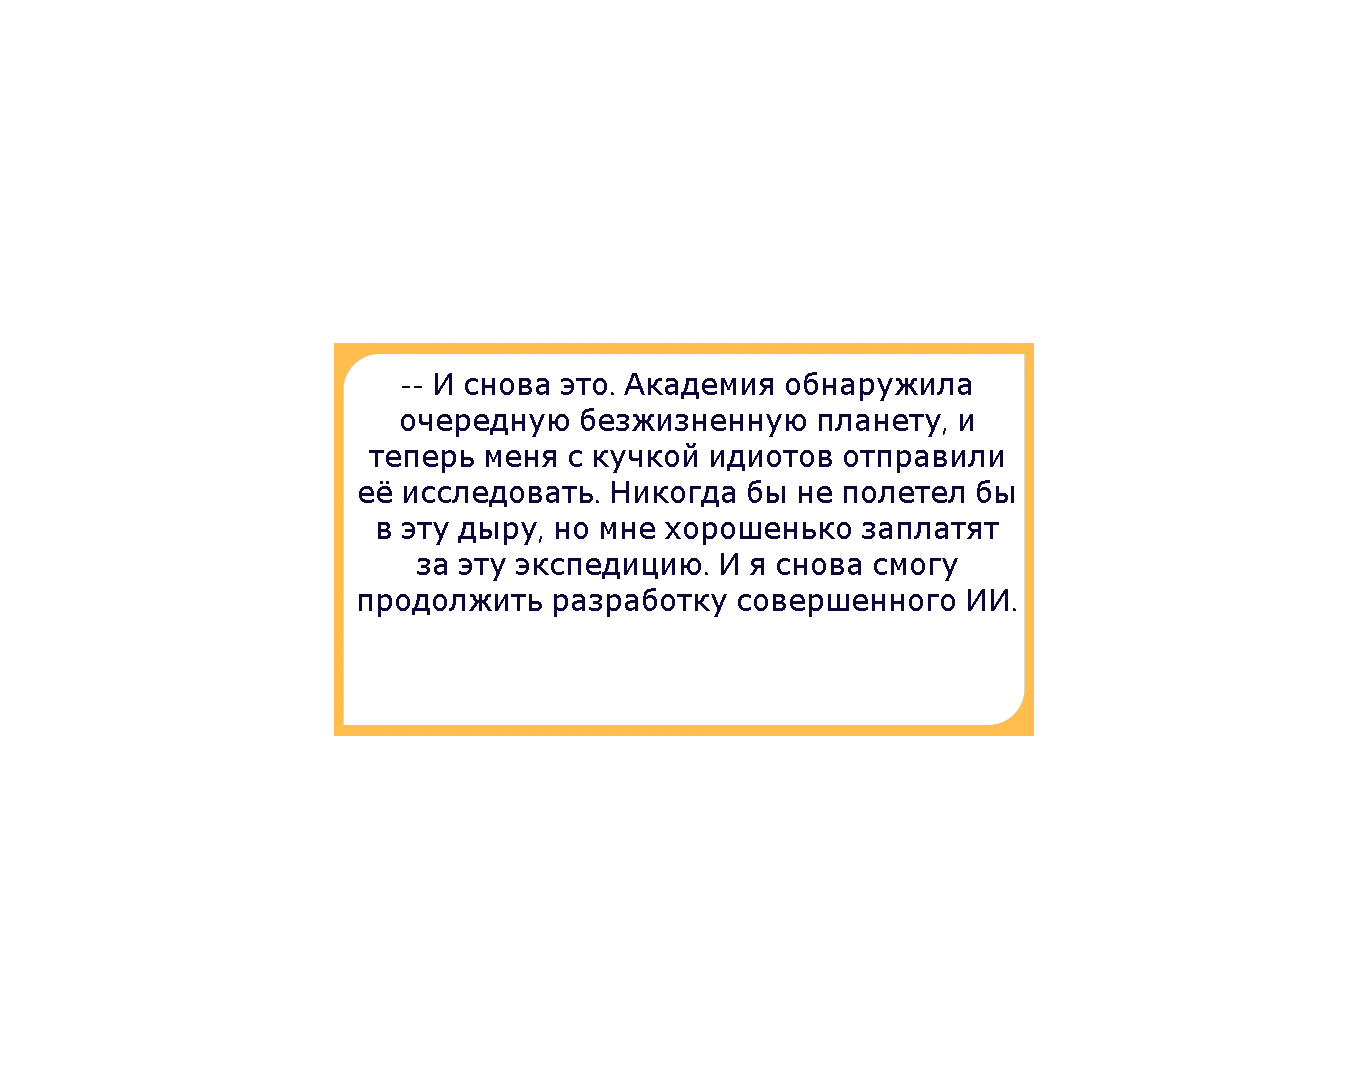 -- И снова это. Академия обнаружила
очередную безжизненную планету, и
теперь меня с кучкой идиотов отправили
её исследовать. Никогда бы не полетел бы
в эту дыру, но мне хорошенько заплатят
за эту экспедицию. И я снова смогу
продолжить разработку совершенного ИИ.